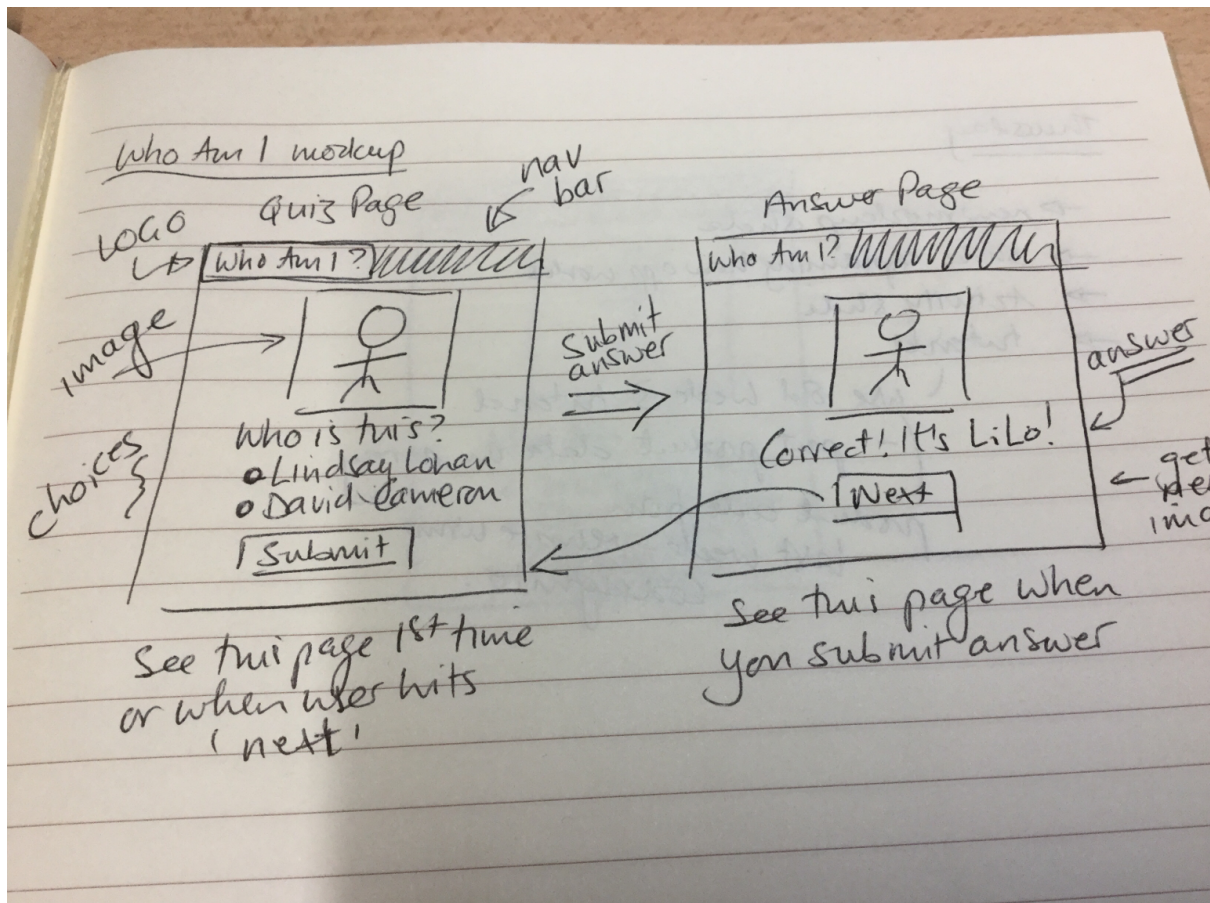 Who Am I mockup
Quiz Page
nav
bar
LOGO
Who Am I?
image
Who is this?
Lindsay Lohan
David Cameron
choices
Submit
See this page 1st time
or when user hits
'next'
Submit
answer
Answer Page
Who Am I?
answer
Correct! It's LiLo!
Next
get
See this page when
you submit answer
Thursday